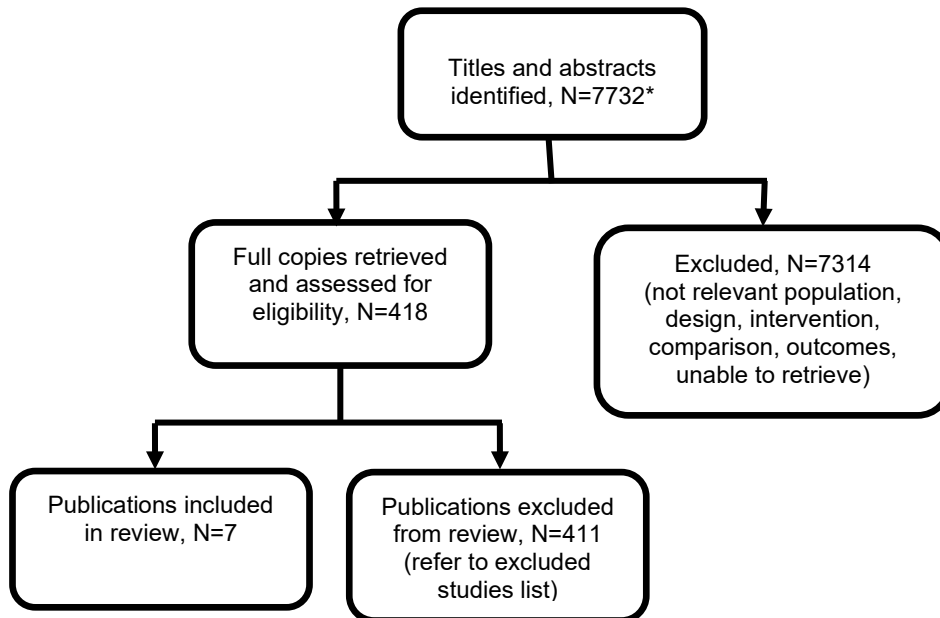 Titles and abstracts
identified, N=7732*
Full copies retrieved
and assessed for
eligibility, N=418
Excluded, N=7314
(not relevant population,
design, intervention,
comparison, outcomes,
unable to retrieve)
Publications included
in review, N=7
Publications excluded
from review, N=411
(refer to excluded
studies list)